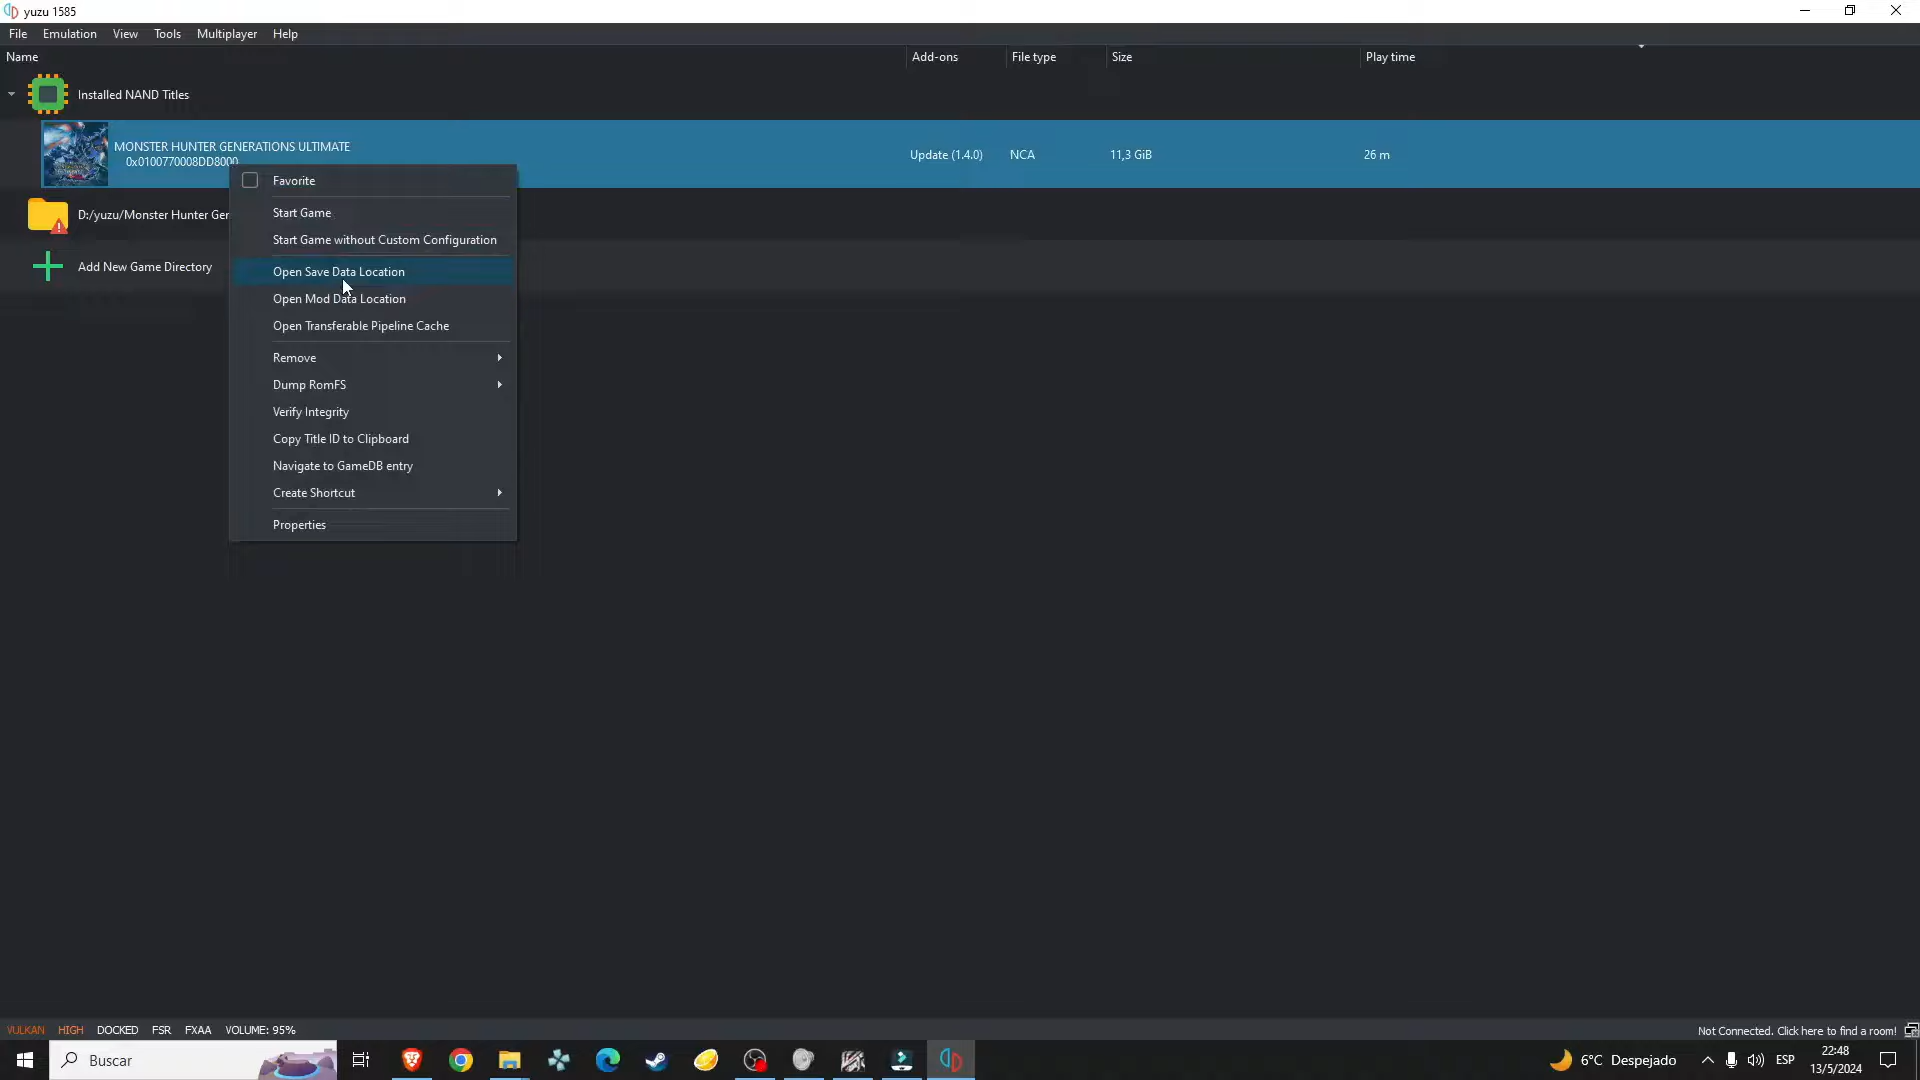 yuzu 1585
File Emulation View Tools Multiplayer Help
Name Add-ons File type Size Play time
Installed NAND Titles
MONSTER HUNTER GENERATIONS ULTIMATE
0x0100770008DD8000
Update (1.4.0) NCA 11,3 GiB 26 m
D:/yuzu/Monster Hunter Ger
Add New Game Directory
Favorite
Start Game
Start Game without Custom Configuration
Open Save Data Location
Open Mod Data Location
Open Transferable Pipeline Cache
Remove
Dump RomFS
Verify Integrity
Copy Title ID to Clipboard
Navigate to GameDB entry
Create Shortcut
Properties
VULKAN HIGH DOCKED FSR FXAA VOLUME: 95%
Not Connected. Click here to find a room!
Buscar
6°C Despejado
ESP
22:48
13/5/2024